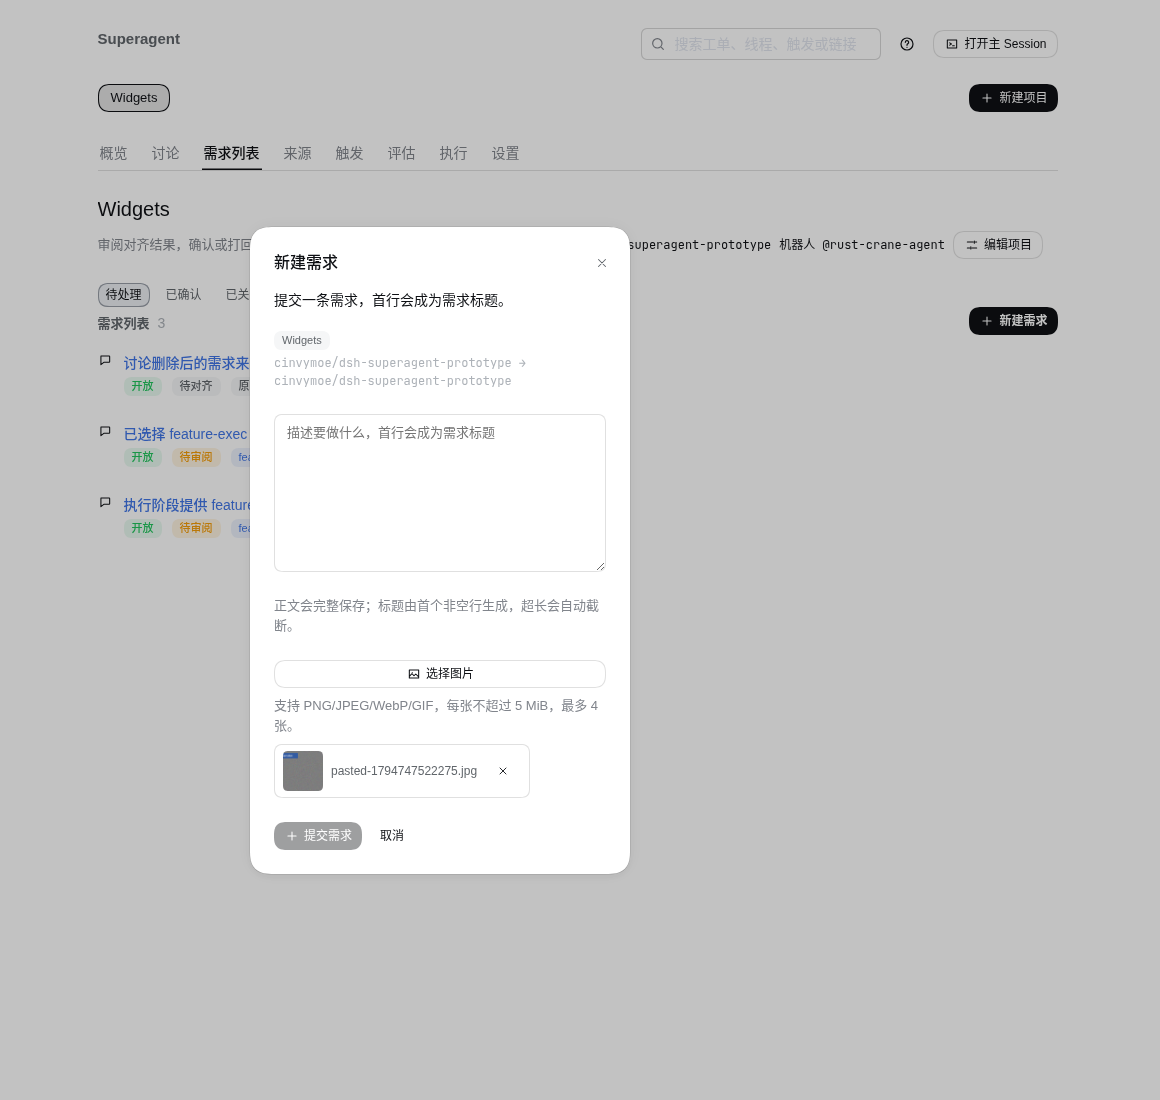 Superagent
搜索工单、线程、触发或链接
打开主 Session
Widgets
新建项目
概览
讨论
需求列表
来源
触发
评估
执行
设置
Widgets
审阅对齐结果，确认或打回
superagent-prototype 机器人 @rust-crane-agent
编辑项目
待处理
已确认
已关
需求列表 3
新建需求
讨论删除后的需求来
开放
待对齐
原
已选择 feature-exec
开放
待审阅
fea
执行阶段提供 feature
开放
待审阅
fea
新建需求
提交一条需求，首行会成为需求标题。
Widgets
cinvymoe/dsh-superagent-prototype →
cinvymoe/dsh-superagent-prototype
描述要做什么，首行会成为需求标题
正文会完整保存；标题由首个非空行生成，超长会自动截
断。
选择图片
支持 PNG/JPEG/WebP/GIF，每张不超过 5 MiB，最多 4
张。
pasted-1794747522275.jpg
提交需求
取消